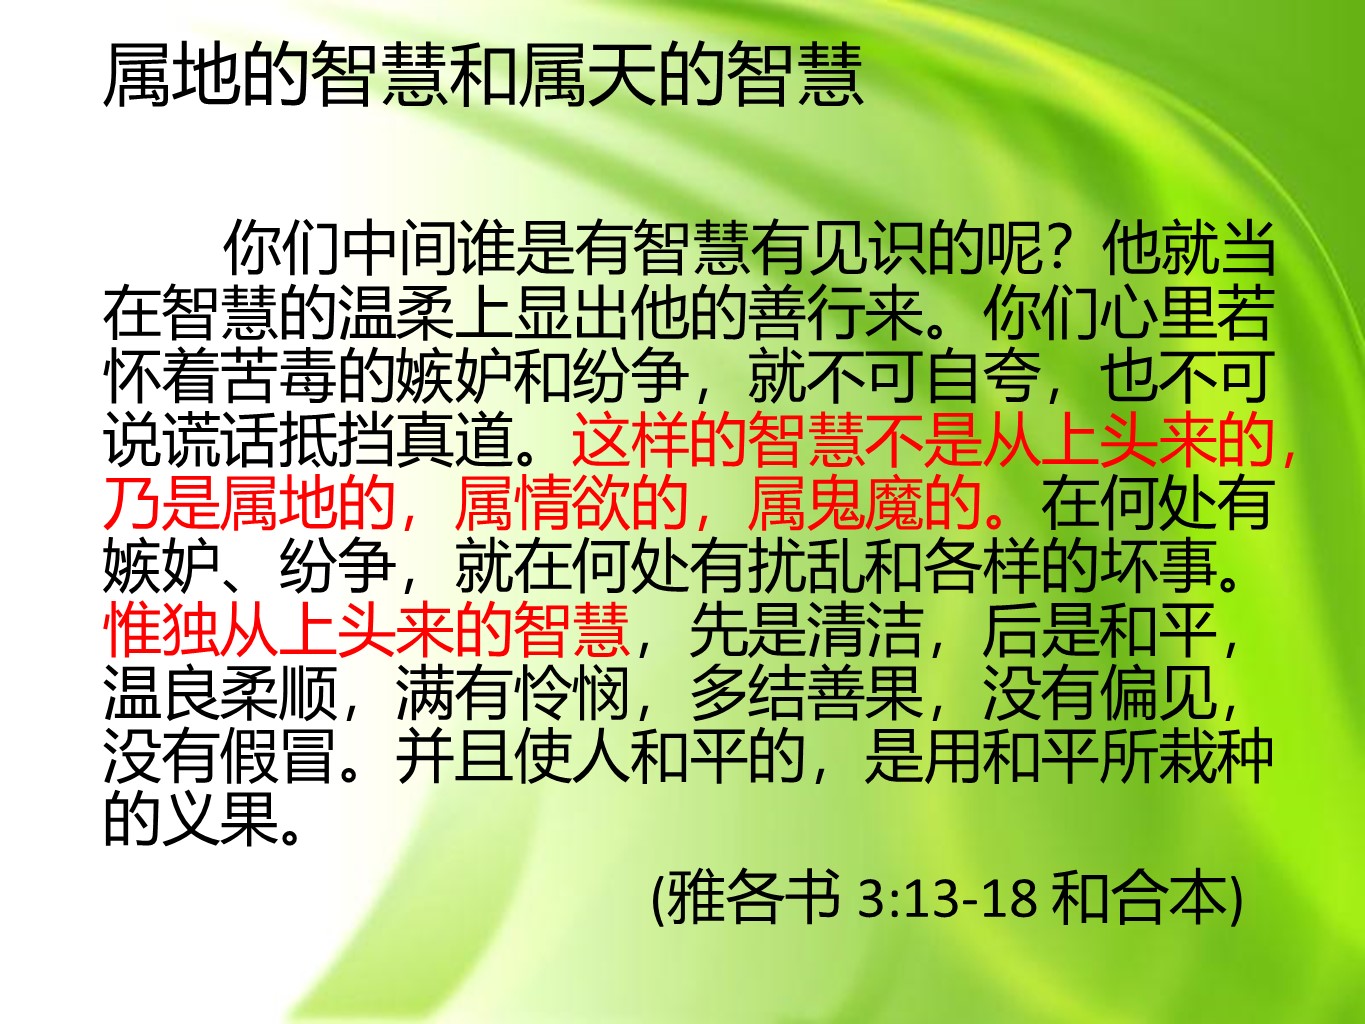 属地的智慧和属天的智慧
你们中间谁是有智慧有见识的呢？他就当
在智慧的温柔上显出他的善行来。你们心里若
怀着苦毒的嫉妒和纷争，就不可自夸，也不可
说谎话抵挡真道。这样的智慧不是从上头来的，
乃是属地的，属情欲的，属鬼魔的。在何处有
嫉妒、纷争，就在何处有扰乱和各样的坏事。
惟独从上头来的智慧，先是清洁，后是和平，
温良柔顺，满有怜悯，多结善果，没有偏见，
没有假冒。并且使人和平的，是用和平所栽种
的义果。
(雅各书 3:13-18 和合本)